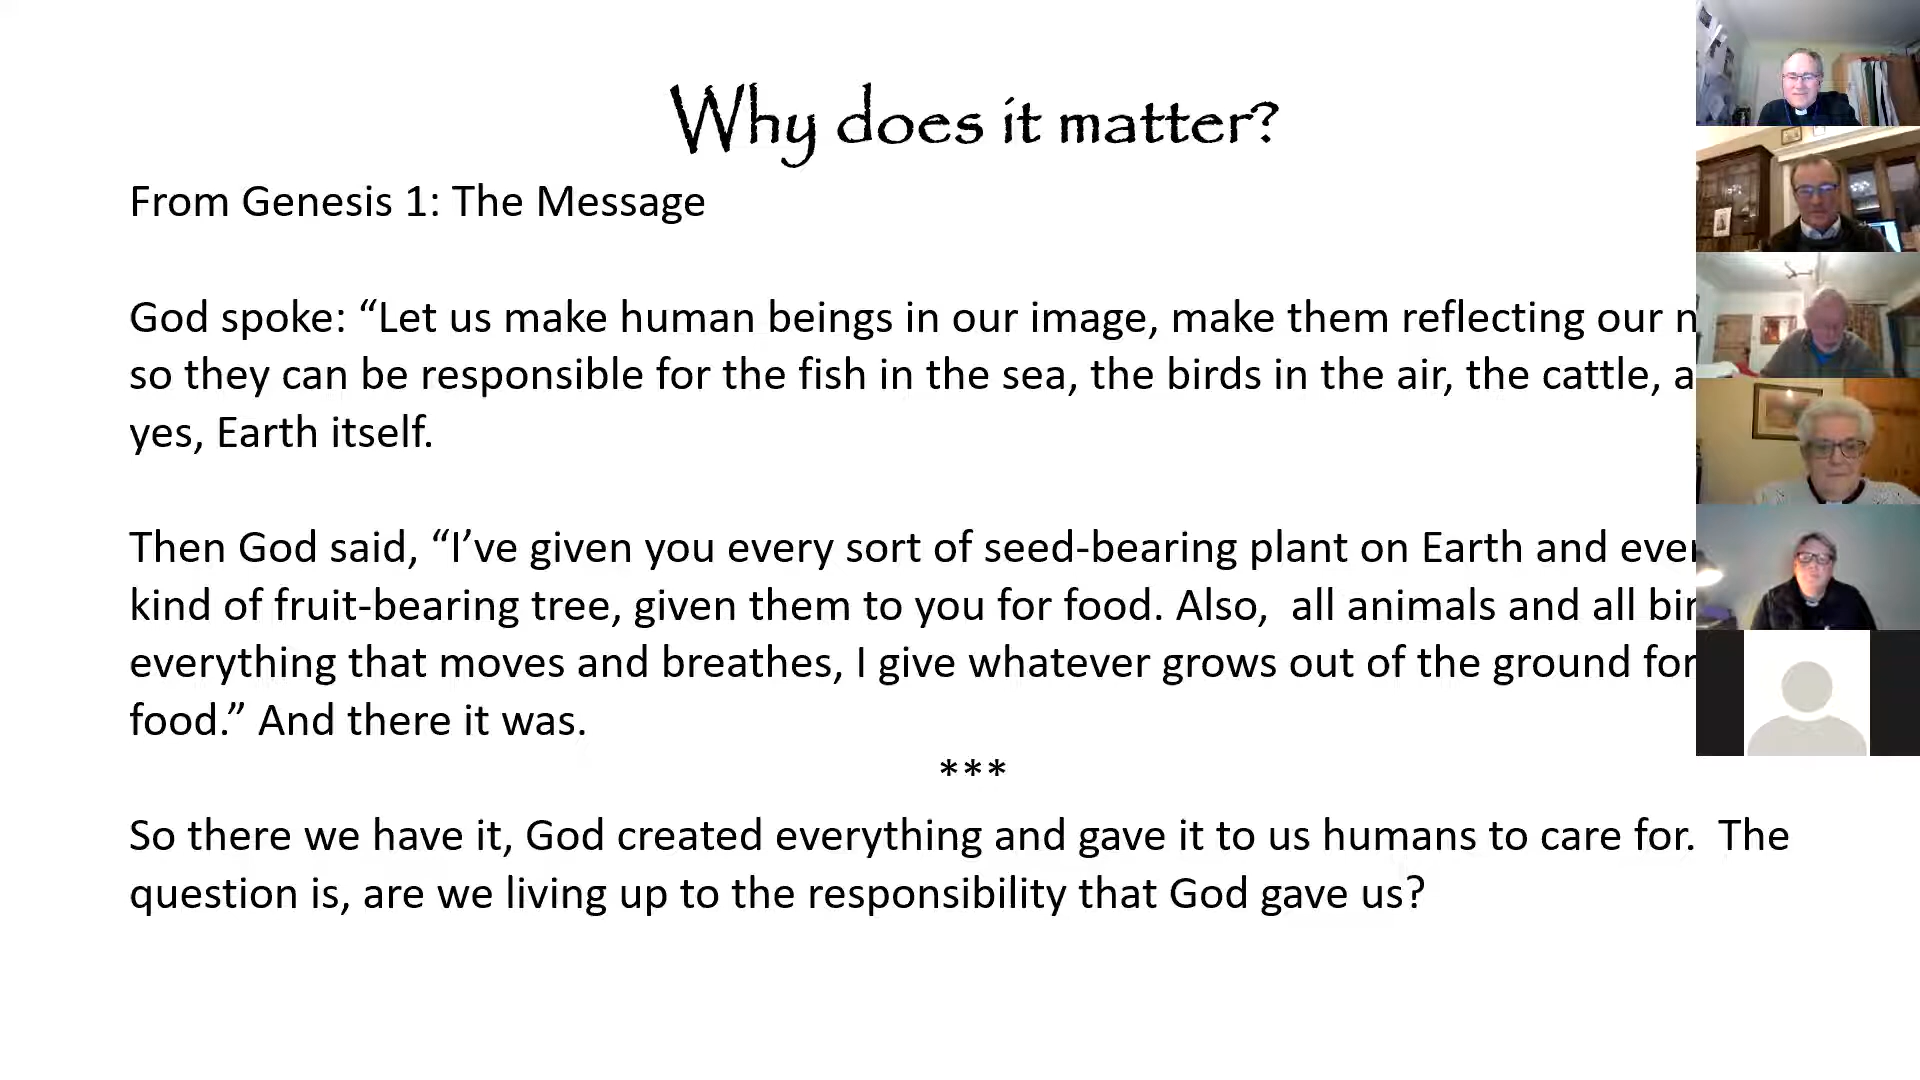 Why does it matter?
From Genesis 1: The Message
God spoke: “Let us make human beings in our image, make them reflecting our
so they can be responsible for the fish in the sea, the birds in the air, the cattle,
yes, Earth itself.
Then God said, “I’ve given you every sort of seed-bearing plant on Earth and
kind of fruit-bearing tree, given them to you for food. Also,  all animals and all
everything that moves and breathes, I give whatever grows out of the ground for
food.” And there it was.
***
So there we have it, God created everything and gave it to us humans to care for.  The
question is, are we living up to the responsibility that God gave us?